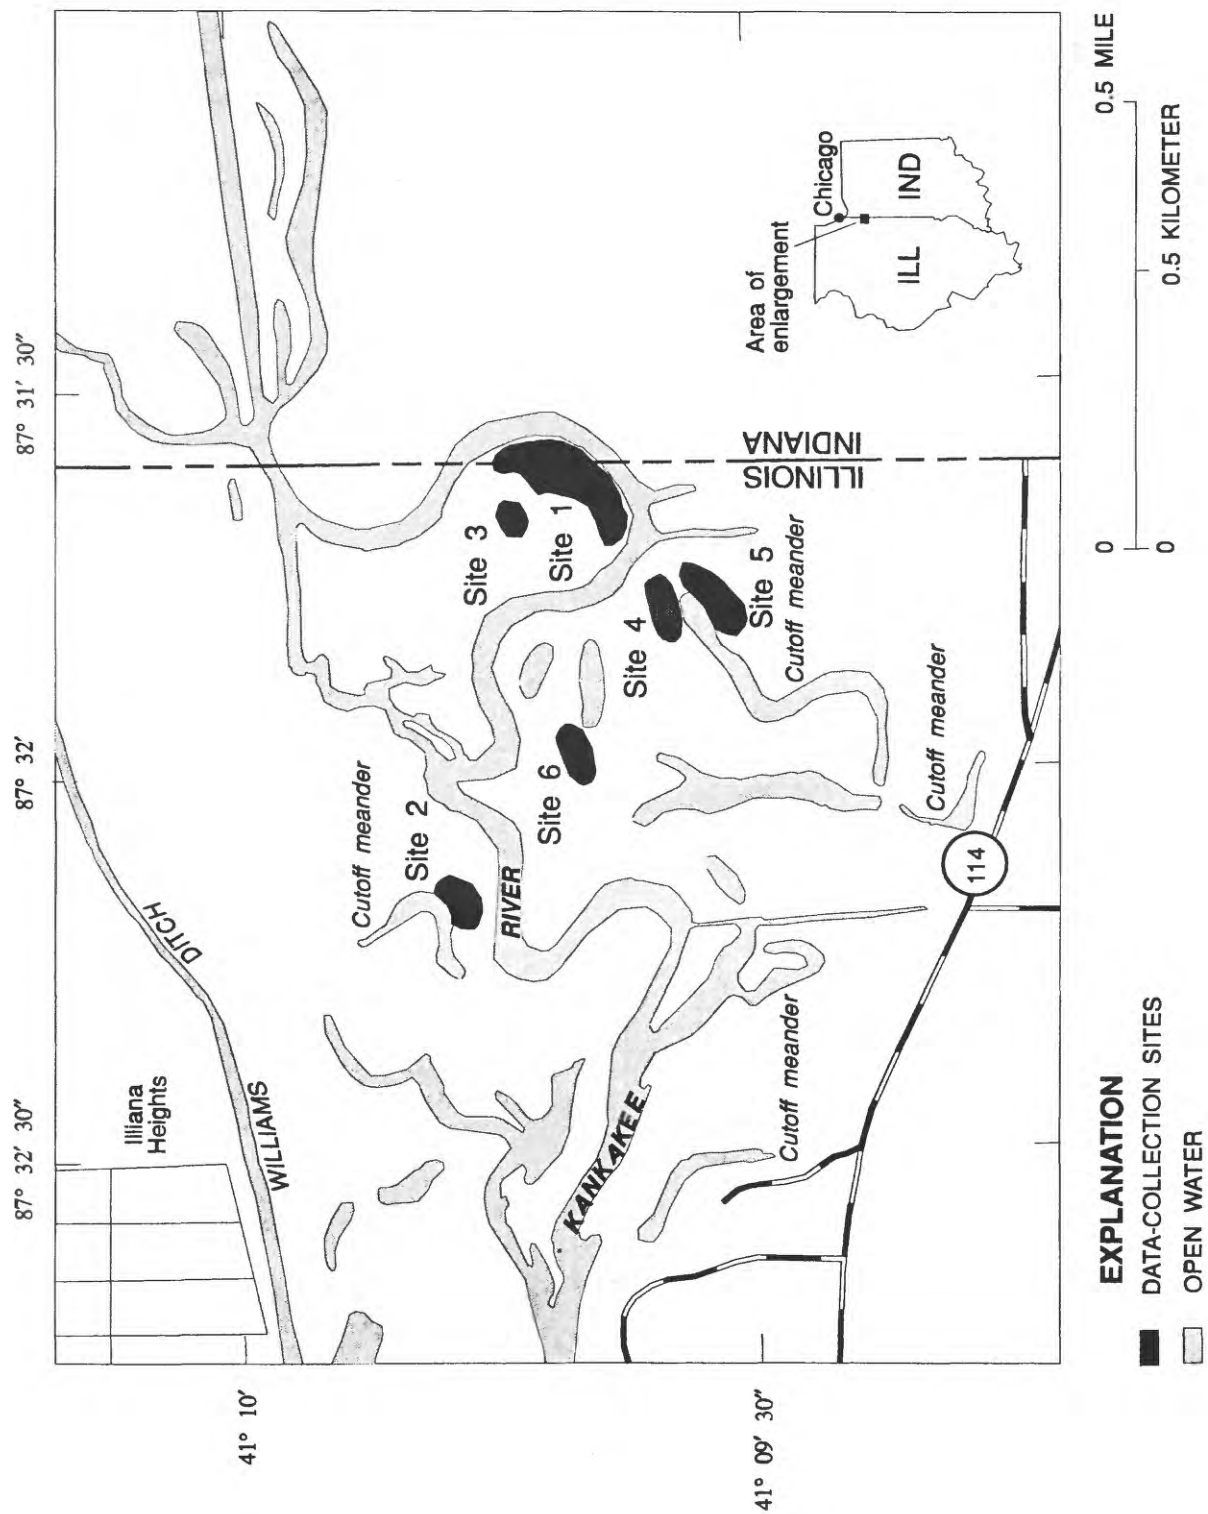 87° 32′ 30″
87° 32′
87° 31′ 30″
41° 10′
41° 09′ 30″
Illiana
Heights
WILLIAMS
DITCH
Cutoff meander
Site 2
RIVER
KANKAKEE
Site 6
Site 3
Site 1
Site 4
Site 5
Cutoff meander
Cutoff meander
Cutoff meander
114
ILLINOIS
INDIANA
Area of
enlargement
Chicago
ILL
IND
EXPLANATION
DATA-COLLECTION SITES
OPEN WATER
0
0.5 MILE
0
0.5 KILOMETER